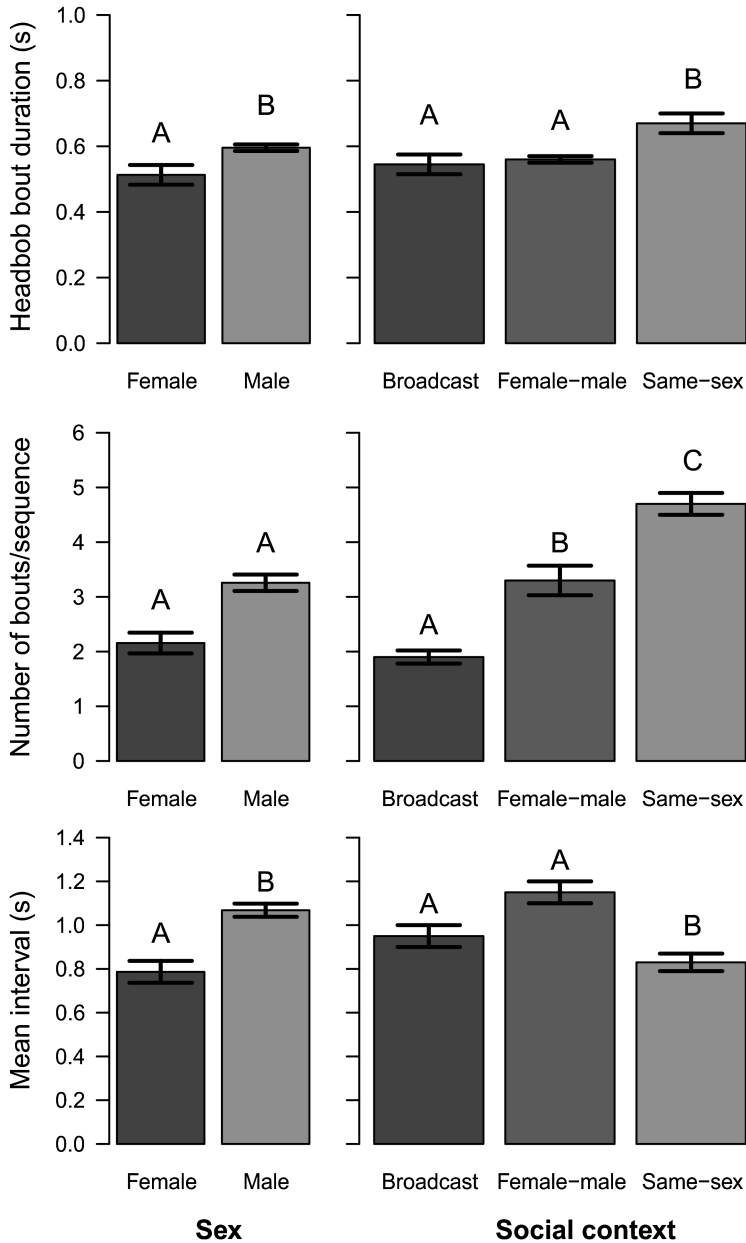 Headbob bout duration (s)
1.0
0.8
0.6
0.4
0.2
0.0
A
B
A
A
B
Female Male Broadcast Female−male Same−sex
Number of bouts/sequence
6
5
4
3
2
1
0
A
A
A
B
C
Female Male Broadcast Female−male Same−sex
Mean interval (s)
1.4
1.2
1.0
0.8
0.6
0.4
0.2
0.0
A
B
A
A
B
Female Male Broadcast Female−male Same−sex
Sex Social context